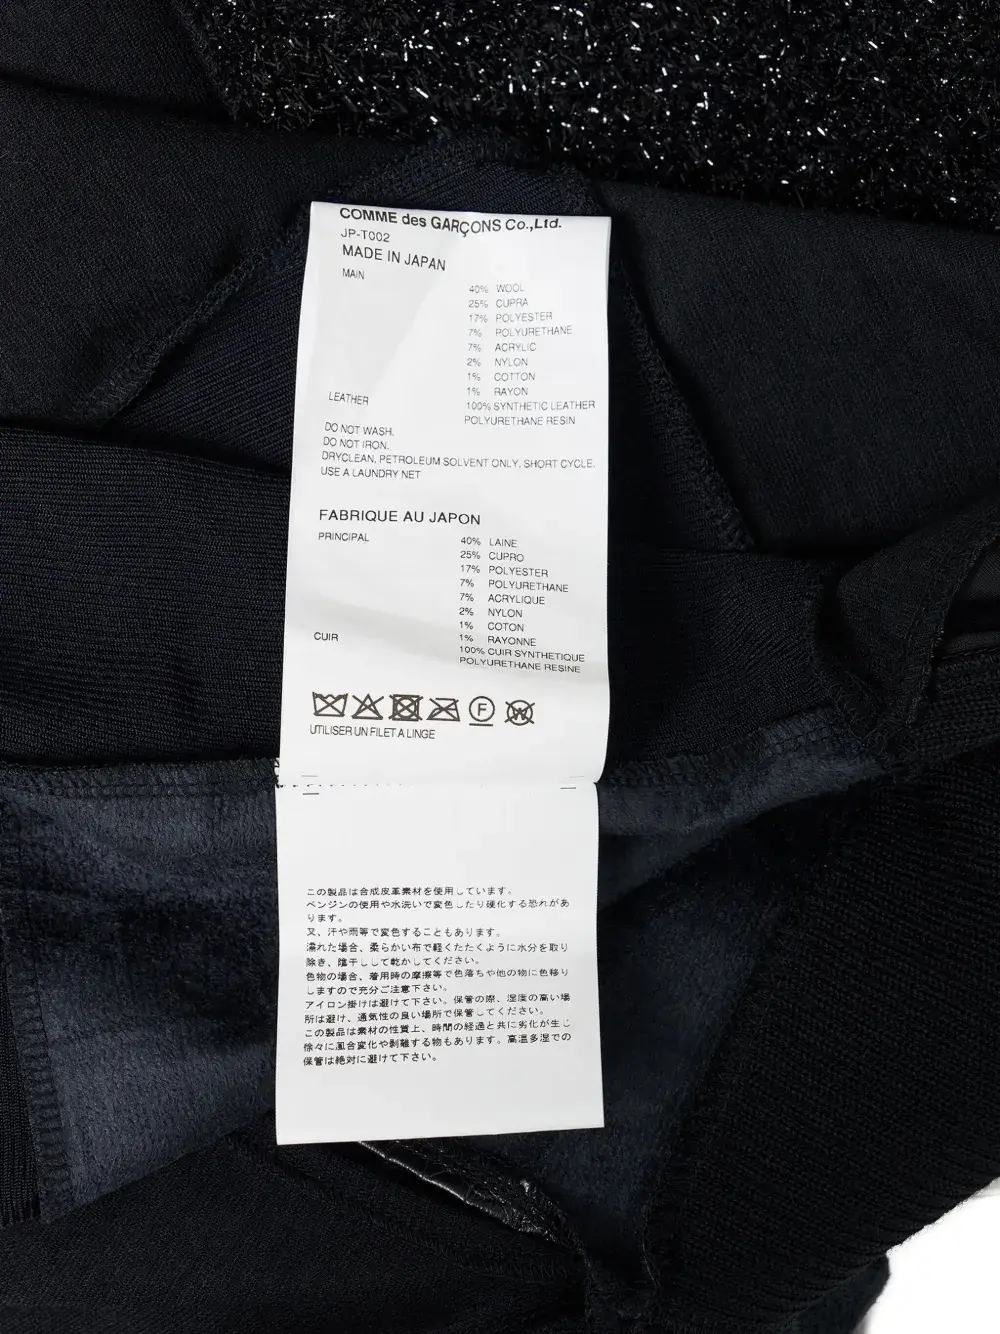 COMME des GARÇONS Co.,Ltd.
JP-T002
MADE IN JAPAN
MAIN
40% WOOL
25% CUPRA
17% POLYESTER
7% POLYURETHANE
7% ACRYLIC
2% NYLON
1% COTTON
1% RAYON
LEATHER
100% SYNTHETIC LEATHER
POLYURETHANE RESIN
DO NOT WASH.
DO NOT IRON.
DRYCLEAN, PETROLEUM SOLVENT ONLY, SHORT CYCLE.
USE A LAUNDRY NET
FABRIQUE AU JAPON
PRINCIPAL
40% LAINE
25% CUPRO
17% POLYESTER
7% POLYURETHANE
7% ACRYLIQUE
2% NYLON
1% COTON
1% RAYONNE
CUIR
100% CUIR SYNTHETIQUE
POLYURETHANE RESINE
F W
UTILISER UN FILET A LINGE
この製品は合成皮革素材を使用しています。
ベンジンの使用や水洗いで変色したり硬化する恐れがあ
ります。
又、汗や雨等で変色することもあります。
濡れた場合、柔らかい布で軽くたたくように水分を取り
除き、陰干しして乾かしてください。
色物の場合、着用時の摩擦等で色落ちや他の物に色移り
しますので充分ご注意下さい。
アイロン掛けは避けて下さい。保管の際、湿度の高い場
所は避け、通気性の良い場所で保管してください。
この製品は素材の性質上、時間の経過と共に劣化が生じ
徐々に風合変化や剥離する物もあります。高温多湿での
保管は絶対に避けて下さい。